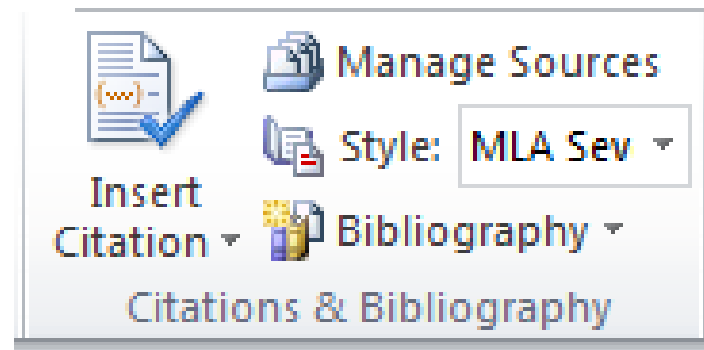 Insert
Citation
Manage Sources
Style: MLA Sev
Bibliography
Citations & Bibliography